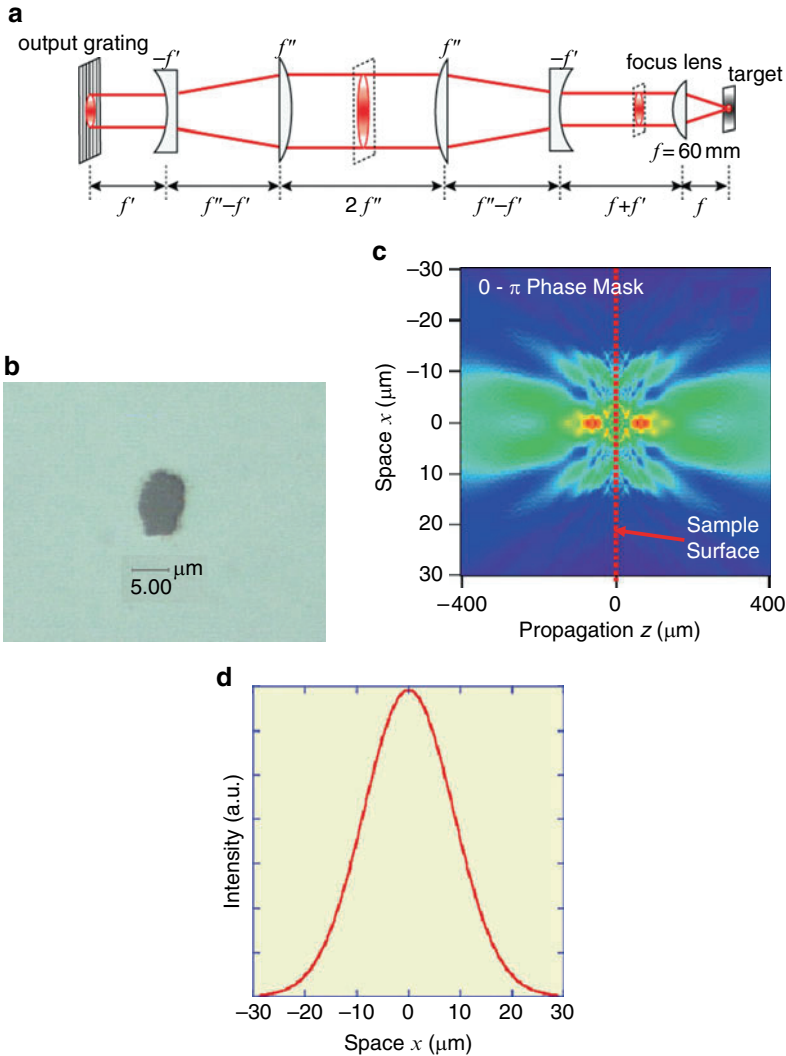 a
output grating
–f′
f″
f″
–f′
focus lens
target
f = 60 mm
f′
f″–f′
2 f″
f″–f′
f+f′
f
b
μm
5.00
c
0 - π Phase Mask
Space x (μm)
–30
–20
–10
0
10
20
30
Sample
Surface
–400
0
400
Propagation z (μm)
d
Intensity (a.u.)
–30
–20
–10
0
10
20
30
Space x (μm)